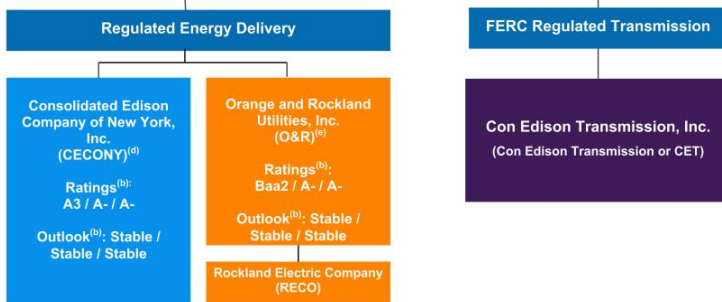 Regulated Energy Delivery
FERC Regulated Transmission
Consolidated Edison
Company of New York,
Inc.
(CECONY)(d)
Ratings(b):
A3 / A- / A-
Outlook(b): Stable /
Stable / Stable
Orange and Rockland
Utilities, Inc.
(O&R)(e)
Ratings(b):
Baa2 / A- / A-
Outlook(b): Stable /
Stable / Stable
Rockland Electric Company
(RECO)
Con Edison Transmission, Inc.
(Con Edison Transmission or CET)